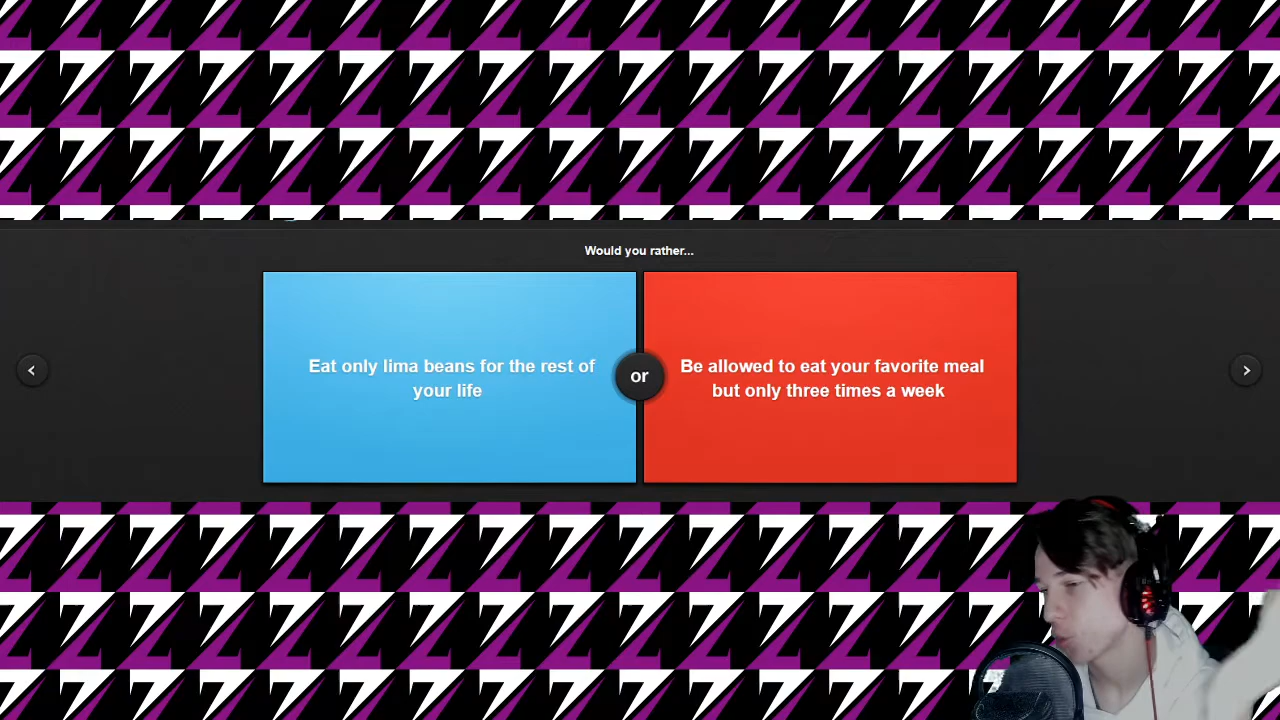 Would you rather...
Eat only lima beans for the rest of
your life
or
Be allowed to eat your favorite meal
but only three times a week